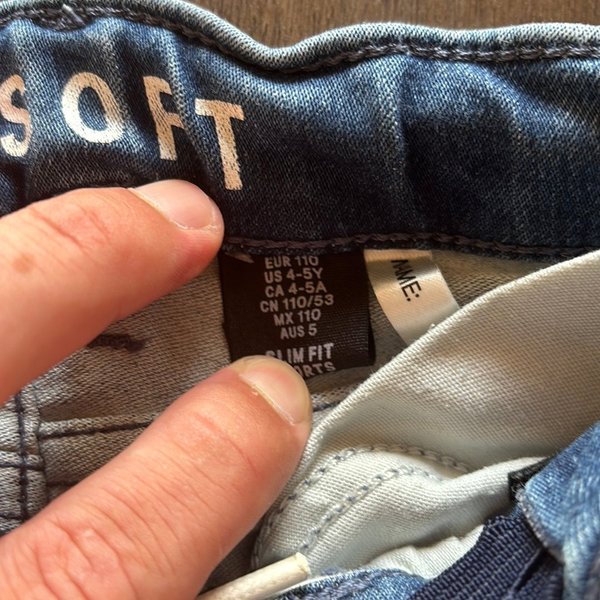 SOFT
EUR 110
US 4-5Y
CA 4-5A
CN 110/53
MX 110
AUS 5
SLIM FIT
NAME: